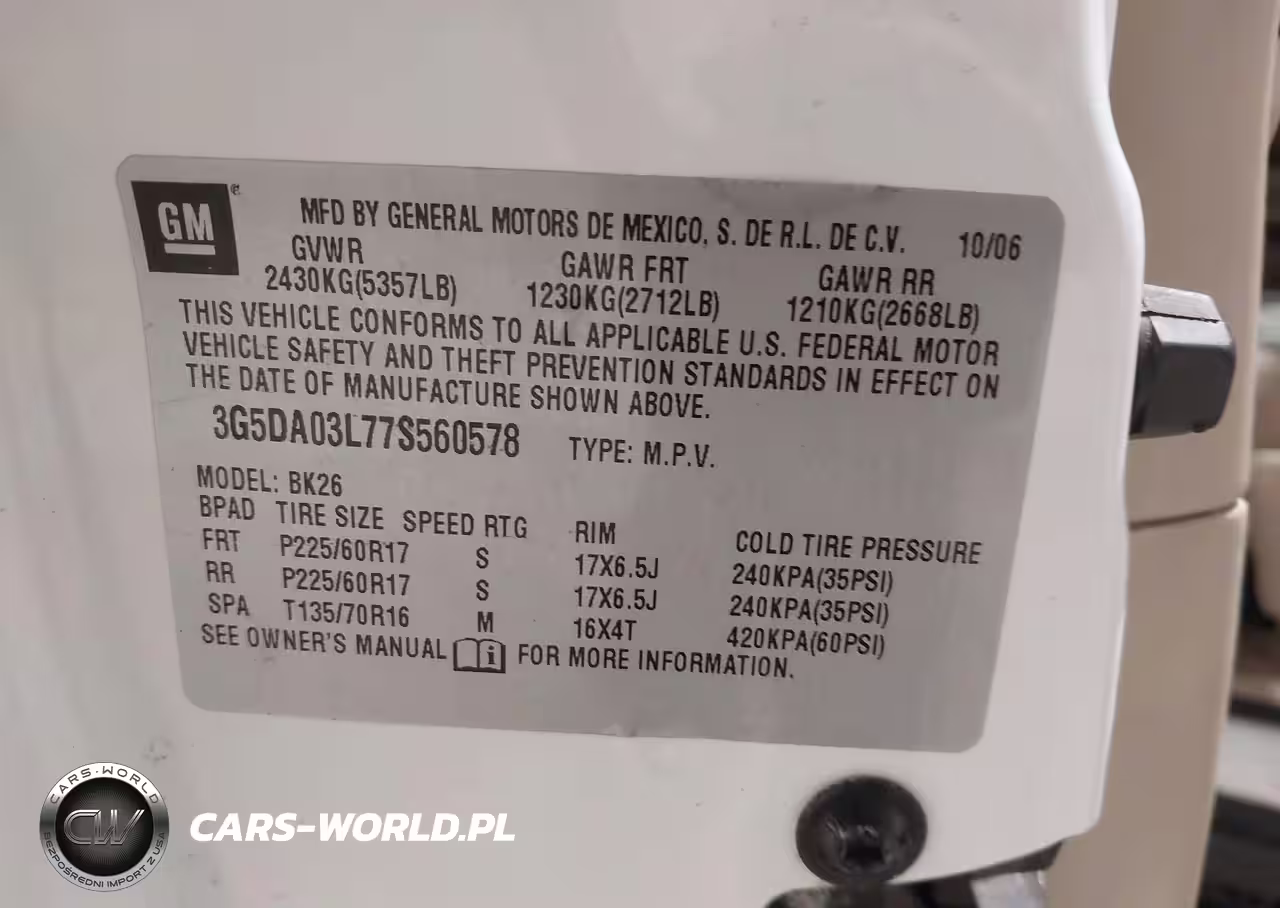 GM
MFD BY GENERAL MOTORS DE MEXICO, S. DE R.L. DE C.V. 10/06
GVWR GAWR FRT GAWR RR
2430KG(5357LB) 1230KG(2712LB) 1210KG(2668LB)
THIS VEHICLE CONFORMS TO ALL APPLICABLE U.S. FEDERAL MOTOR
VEHICLE SAFETY AND THEFT PREVENTION STANDARDS IN EFFECT ON
THE DATE OF MANUFACTURE SHOWN ABOVE.
3G5DA03L77S560578 TYPE: M.P.V.
MODEL: BK26
BPAD TIRE SIZE SPEED RTG RIM COLD TIRE PRESSURE
FRT P225/60R17 S 17X6.5J 240KPA(35PSI)
RR P225/60R17 S 17X6.5J 240KPA(35PSI)
SPA T135/70R16 M 16X4T 420KPA(60PSI)
SEE OWNER'S MANUAL i FOR MORE INFORMATION.
CARS-WORLD
CW
BEZPOŚREDNI IMPORT Z USA
CARS-WORLD.PL